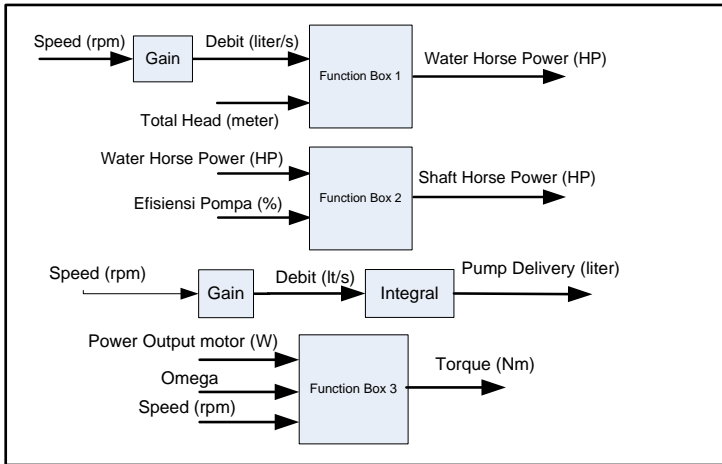 Speed (rpm)
Gain
Debit (liter/s)
Function Box 1
Water Horse Power (HP)
Total Head (meter)
Water Horse Power (HP)
Efisiensi Pompa (%)
Function Box 2
Shaft Horse Power (HP)
Speed (rpm)
Gain
Debit (lt/s)
Integral
Pump Delivery (liter)
Power Output motor (W)
Omega
Speed (rpm)
Function Box 3
Torque (Nm)